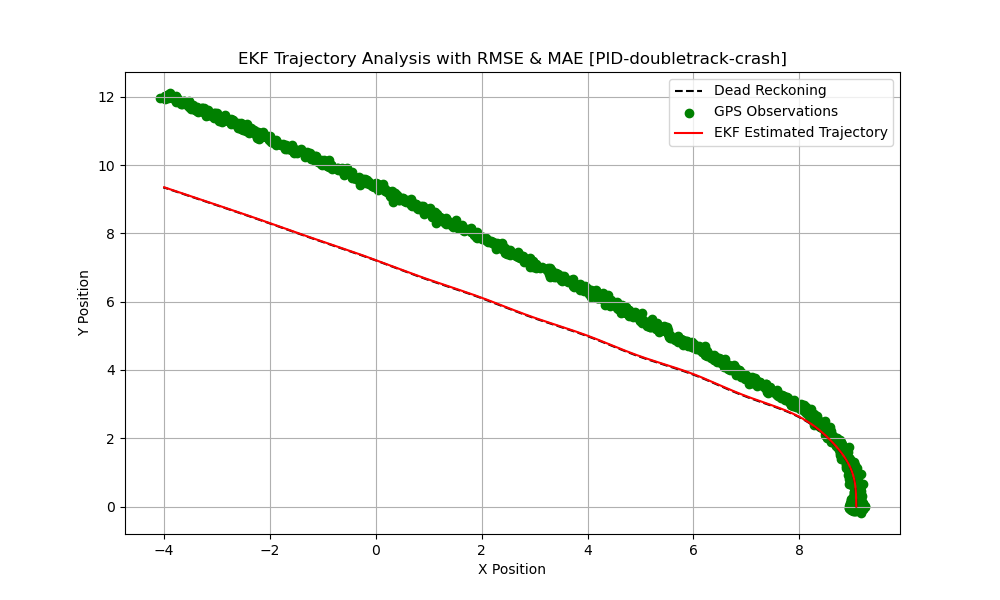 EKF Trajectory Analysis with RMSE & MAE [PID-doubletrack-crash]
Dead Reckoning
GPS Observations
EKF Estimated Trajectory
12
10
8
6
4
2
0
Y Position
−4
−2
0
2
4
6
8
X Position